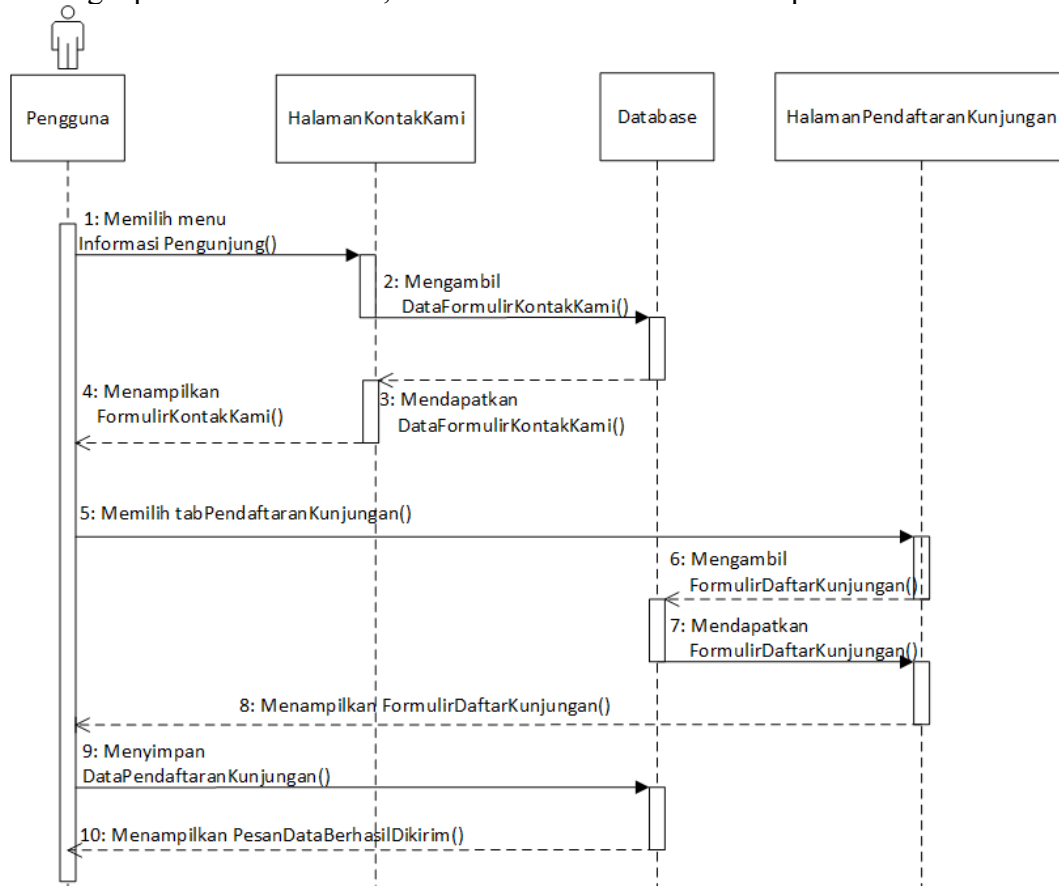 Pengguna
HalamanKontakKami
Database
HalamanPendaftaranKunjungan
1: Memilih menu
Informasi Pengunjung()
2: Mengambil
DataFormulirKontakKami()
3: Mendapatkan
DataFormulirKontakKami()
4: Menampilkan
FormulirKontakKami()
5: Memilih tabPendaftaranKunjungan()
6: Mengambil
FormulirDaftarKunjungan()
7: Mendapatkan
FormulirDaftarKunjungan()
8: Menampilkan FormulirDaftarKunjungan()
9: Menyimpan
DataPendaftaranKunjungan()
10: Menampilkan PesanDataBerhasilDikirim()